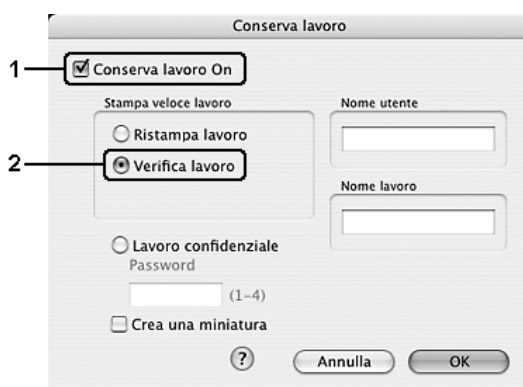 Conserva lavoro
1
Conserva lavoro On
Stampa veloce lavoro
Nome utente
Ristampa lavoro
2
Verifica lavoro
Nome lavoro
Lavoro confidenziale
Password
(1-4)
Crea una miniatura
?
Annulla
OK